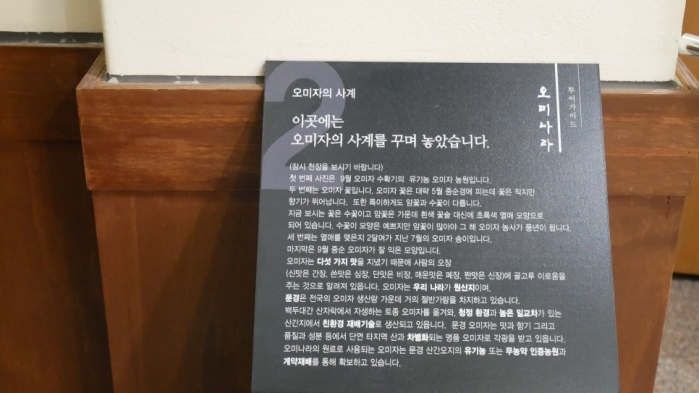 2
오미자의 사계
이곳에는
오미자의 사계를 꾸며 놓았습니다.
(잠시 천장을 보시기 바랍니다)
첫 번째 사진은 9월 오미자 수확기의 유기농 오미자 농원입니다.
두 번째는 오미자 꽃입니다. 오미자 꽃은 대략 5월 중순경에 피는데 꽃은 작지만
향기가 뛰어납니다. 또한 특이하게도 암꽃과 수꽃이 다릅니다.
지금 보시는 꽃은 수꽃이고 암꽃은 가운데 흰색 꽃술 대신에 초록색 열매 모양으로
되어 있습니다. 수꽃이 모양은 예쁘지만 암꽃이 많아야 그 해 오미자 농사가 풍년이 됩니다.
세 번째는 열매를 맺은지 2달여가 지난 7월의 오미자 송이입니다.
마지막은 9월 중순 오미자가 잘 익은 모양입니다.
오미자는 다섯 가지 맛을 지녔기 때문에 사람의 오장
(신맛은 간장, 쓴맛은 심장, 단맛은 비장, 매운맛은 폐장, 짠맛은 신장)에 골고루 이로움을
주는 것으로 알려져 있읍니다. 오미자는 우리 나라가 원산지이며,
문경은 전국의 오미자 생산량 가운데 거의 절반가량을 차지하고 있습니다.
백두대간 산자락에서 자생하는 토종 오미자를 옮겨와, 청정 환경과 높은 일교차가 있는
산간지에서 친환경 재배기술로 생산되고 있읍니다. 문경 오미자는 맛과 향기 그리고
품질과 성분 등에서 단연 타지역 산과 차별화되는 명품 오미자로 각광을 받고 있읍니다.
오미나라의 원료로 사용되는 오미자는 문경 산간오지의 유기농 또는 무농약 인증농원과
계약재배를 통해 확보하고 있습니다.
오미나라
투어가이드